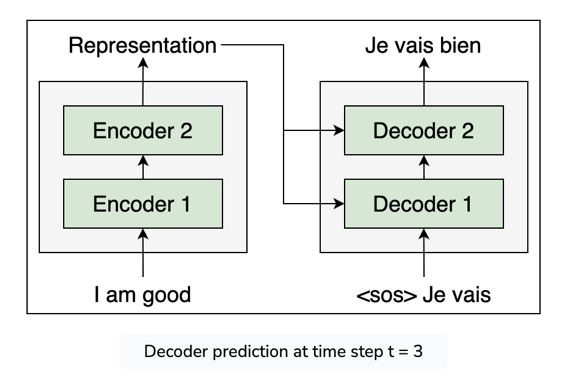 Representation
Je vais bien
Encoder 2
Decoder 2
Encoder 1
Decoder 1
I am good
<sos> Je vais
Decoder prediction at time step t = 3